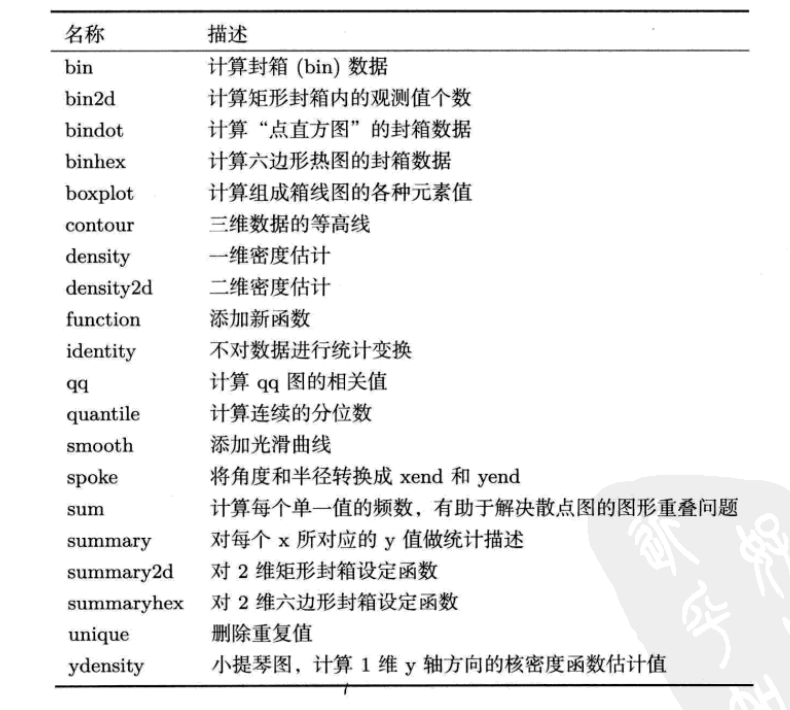 名称 描述
bin 计算封箱 (bin) 数据
bin2d 计算矩形封箱内的观测值个数
bindot 计算“点直方图”的封箱数据
binhex 计算六边形热图的封箱数据
boxplot 计算组成箱线图的各种元素值
contour 三维数据的等高线
density 一维密度估计
density2d 二维密度估计
function 添加新函数
identity 不对数据进行统计变换
qq 计算 qq 图的相关值
quantile 计算连续的分位数
smooth 添加光滑曲线
spoke 将角度和半径转换成 xend 和 yend
sum 计算每个单一值的频数，有助于解决散点图的图形重叠问题
summary 对每个 x 所对应的 y 值做统计描述
summary2d 对 2 维矩形封箱设定函数
summaryhex 对 2 维六边形封箱设定函数
unique 删除重复值
ydensity 小提琴图，计算 1 维 y 轴方向的核密度函数估计值